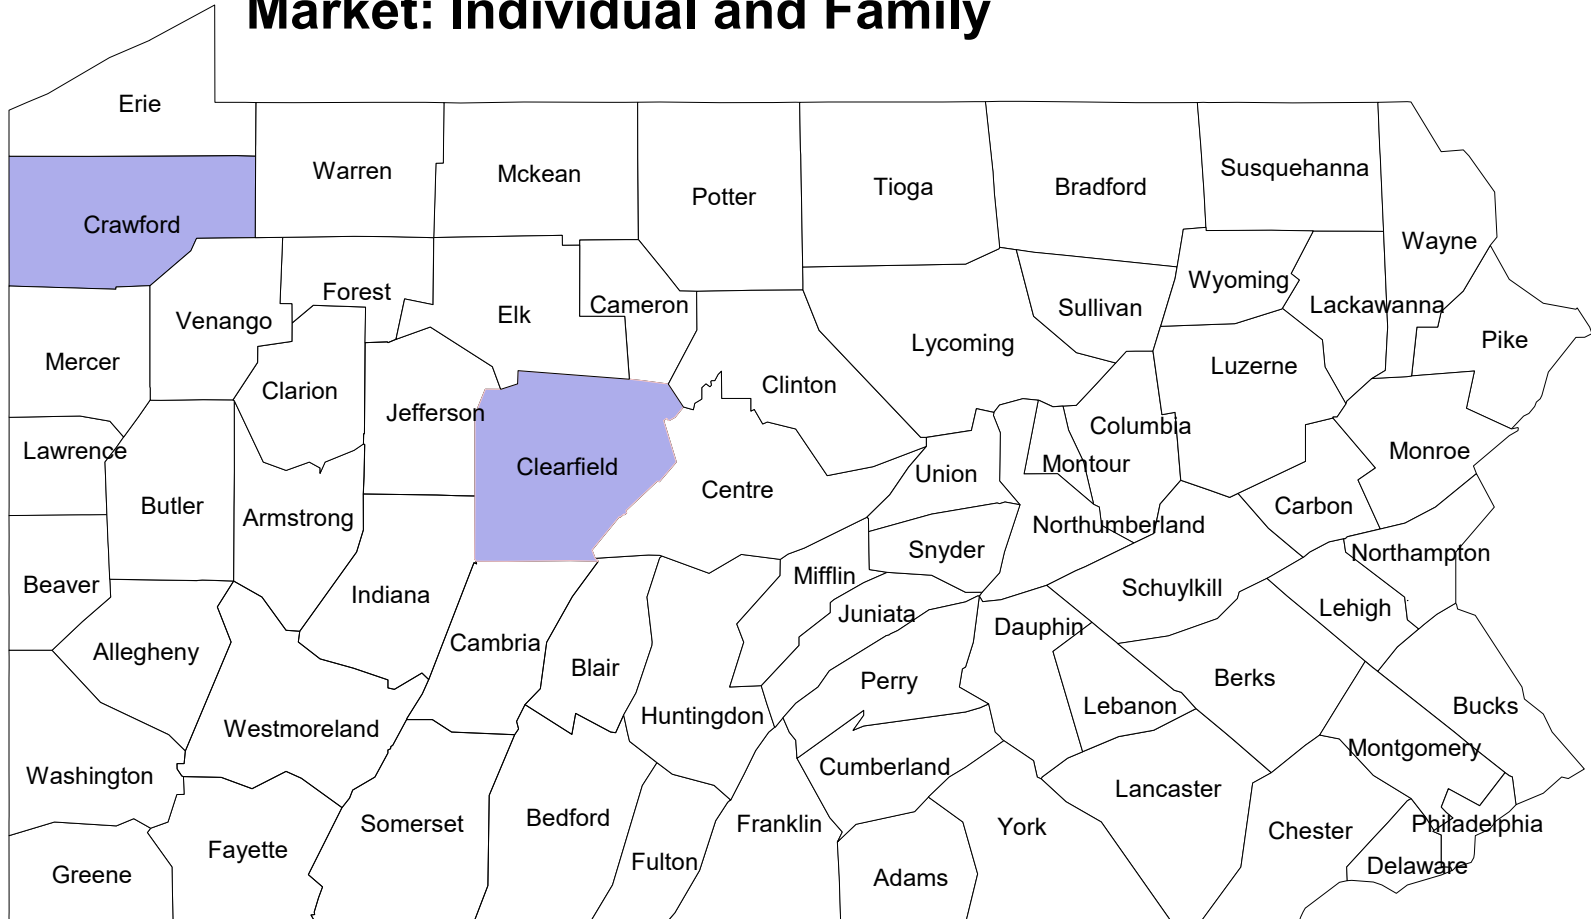 Market: Individual and Family
Erie
Warren
Mckean
Potter
Tioga
Bradford
Susquehanna
Wayne
Crawford
Forest
Venango
Elk
Cameron
Lycoming
Sullivan
Wyoming
Lackawanna
Pike
Mercer
Clarion
Jefferson
Clinton
Luzerne
Columbia
Lawrence
Clearfield
Centre
Union
Montour
Monroe
Butler
Armstrong
Carbon
Northumberland
Snyder
Northampton
Beaver
Indiana
Mifflin
Schuylkill
Lehigh
Juniata
Dauphin
Allegheny
Cambria
Blair
Perry
Berks
Huntingdon
Lebanon
Bucks
Westmoreland
Montgomery
Washington
Cumberland
Lancaster
Somerset
Bedford
Franklin
York
Chester
Philadelphia
Fayette
Fulton
Delaware
Greene
Adams